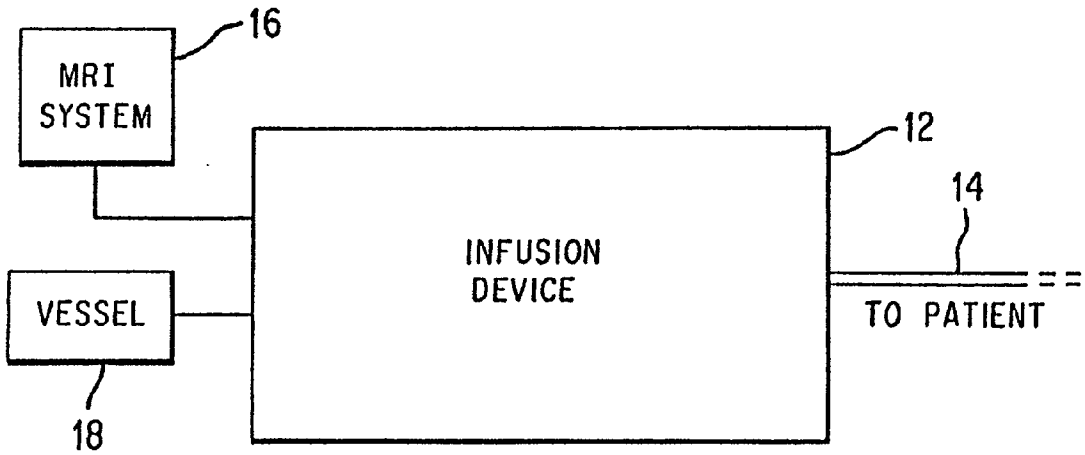 16
MRI
SYSTEM
12
14
INFUSION
DEVICE
VESSEL
TO PATIENT
18